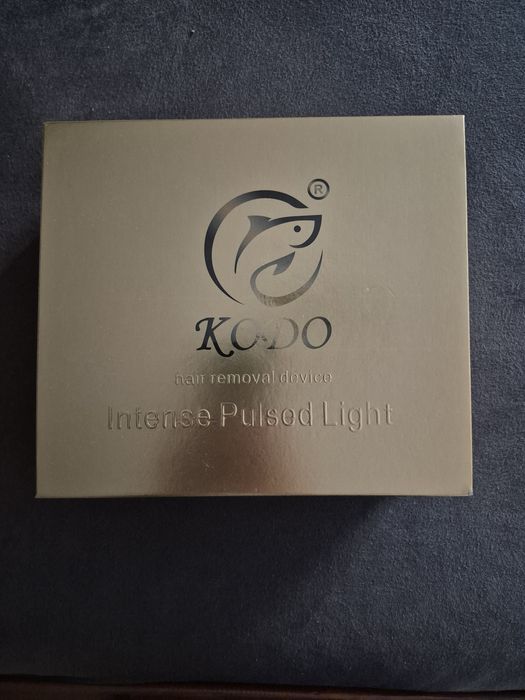 ®
KODO
hair removal device
Intense Pulsed Light